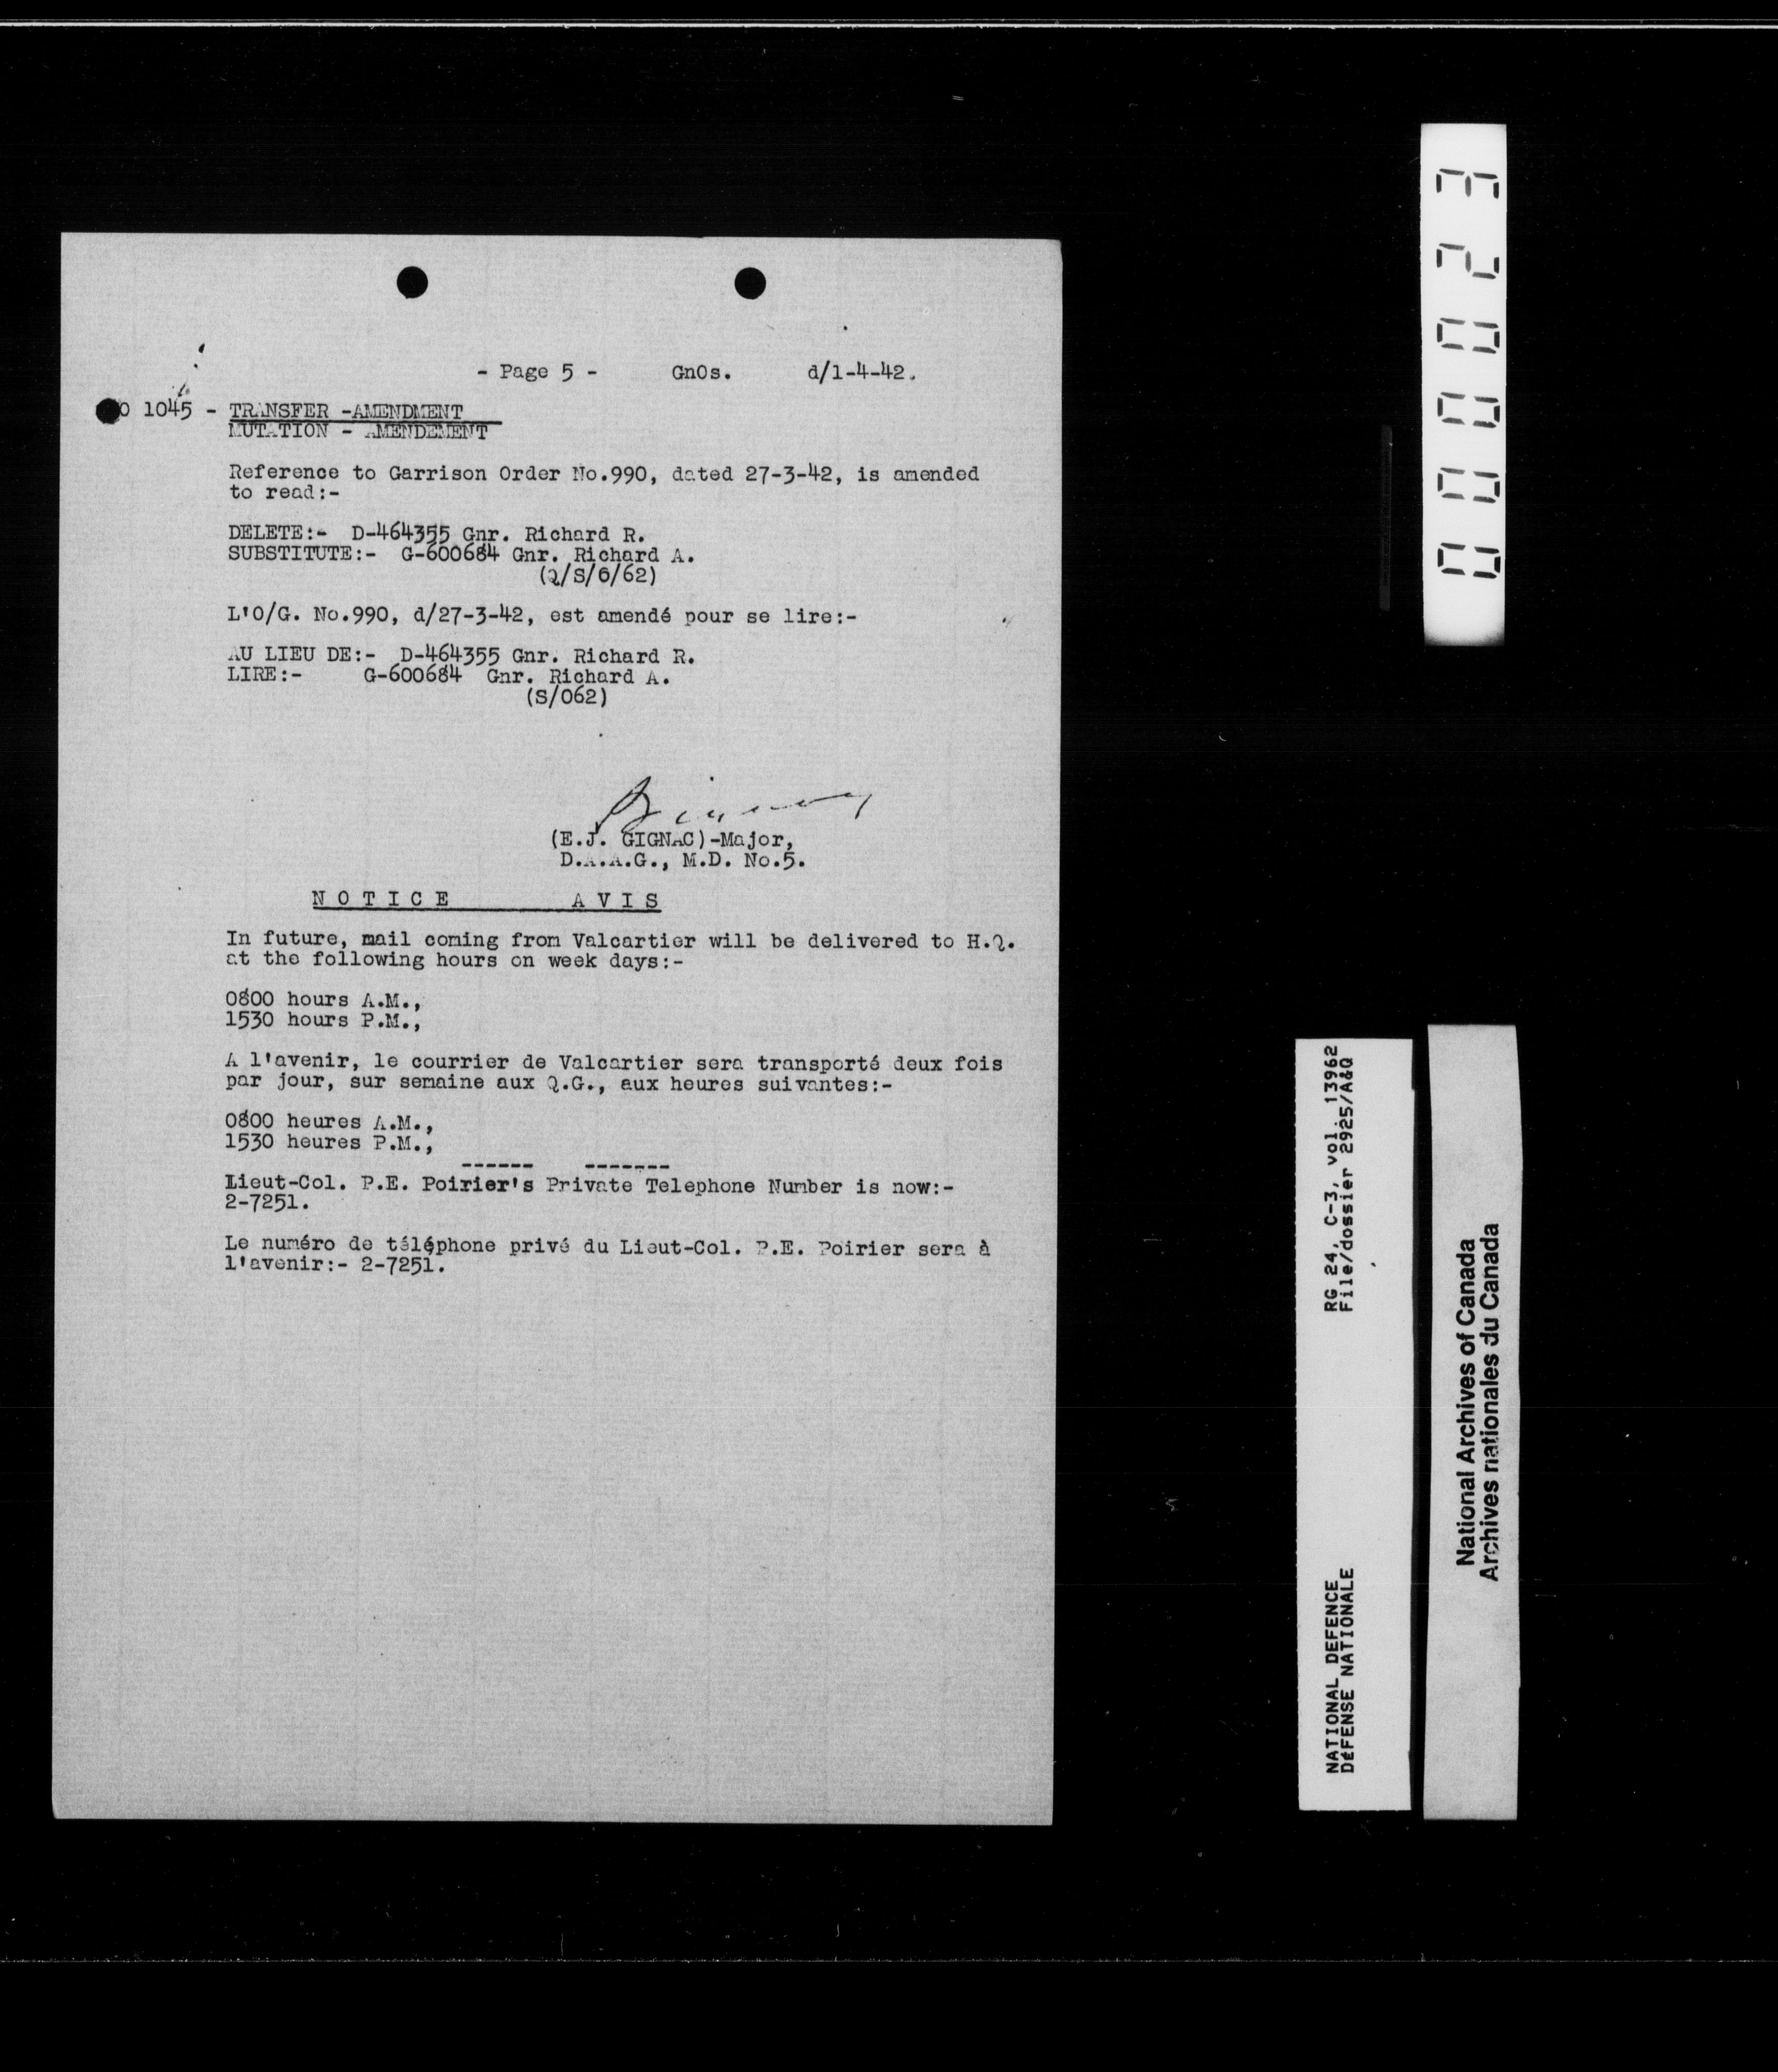 - Page 5 - GnOs. d/1-4-42.
O 1045 - TRANSFER -AMENDMENT
MUTATION - AMENDEMENT
Reference to Garrison Order No.990, dated 27-3-42, is amended
to read:-
DELETE:- D-464355 Gnr. Richard R.
SUBSTITUTE:- G-600684 Gnr. Richard A.
(Q/S/6/62)
L'O/G. No.990, d/27-3-42, est amendé pour se lire:-
AU LIEU DE:- D-464355 Gnr. Richard R.
LIRE:- G-600684 Gnr. Richard A.
(S/062)
(E.J. GIGNAC)-Major,
D.A.A.G., M.D. No.5.
NOTICE AVIS
In future, mail coming from Valcartier will be delivered to H.Q.
at the following hours on week days:-
0800 hours A.M.,
1530 hours P.M.,
A l'avenir, le courrier de Valcartier sera transporté deux fois
par jour, sur semaine aux Q.G., aux heures suivantes:-
0800 heures A.M.,
1530 heures P.M.,
------ -------
Lieut-Col. P.E. Poirier's Private Telephone Number is now:-
2-7251.
Le numéro de téléphone privé du Lieut-Col. P.E. Poirier sera à
l'avenir:- 2-7251.
000023
RG 24, C-3, vol. 13962
File/dossier 2925/A&Q
NATIONAL DEFENCE
DéFENSE NATIONALE
National Archives of Canada
Archives nationales du Canada